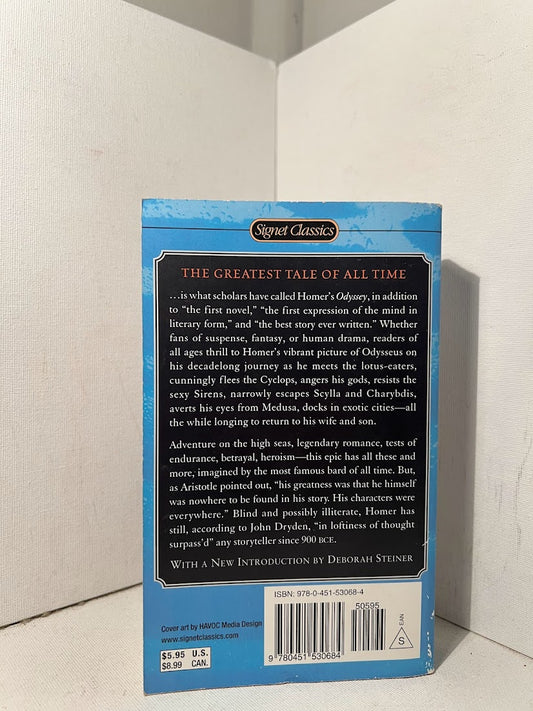 Signet Classics
THE GREATEST TALE OF ALL TIME
...is what scholars have called Homer's Odyssey, in addition
to "the first novel," "the first expression of the mind in
literary form," and "the best story ever written." Whether
fans of suspense, fantasy, or human drama, readers of
all ages thrill to Homer's vibrant picture of Odysseus on
his decadelong journey as he meets the lotus-eaters,
cunningly flees the Cyclops, angers his gods, resists the
sexy Sirens, narrowly escapes Scylla and Charybdis,
averts his eyes from Medusa, docks in exotic cities—all
the while longing to return to his wife and son.
Adventure on the high seas, legendary romance, tests of
endurance, betrayal, heroism—this epic has all these and
more, imagined by the most famous bard of all time. But,
as Aristotle pointed out, "his greatness was that he himself
was nowhere to be found in his story. His characters were
everywhere." Blind and possibly illiterate, Homer has
still, according to John Dryden, "in loftiness of thought
surpass'd" any storyteller since 900 BCE.
WITH A NEW INTRODUCTION BY DEBORAH STEINER
ISBN: 978-0-451-53068-4
50595
EAN
S
Cover art by HAVOC Media Design
www.signetclassics.com
$5.95 U.S.
$8.99 CAN.
9 780451 530684